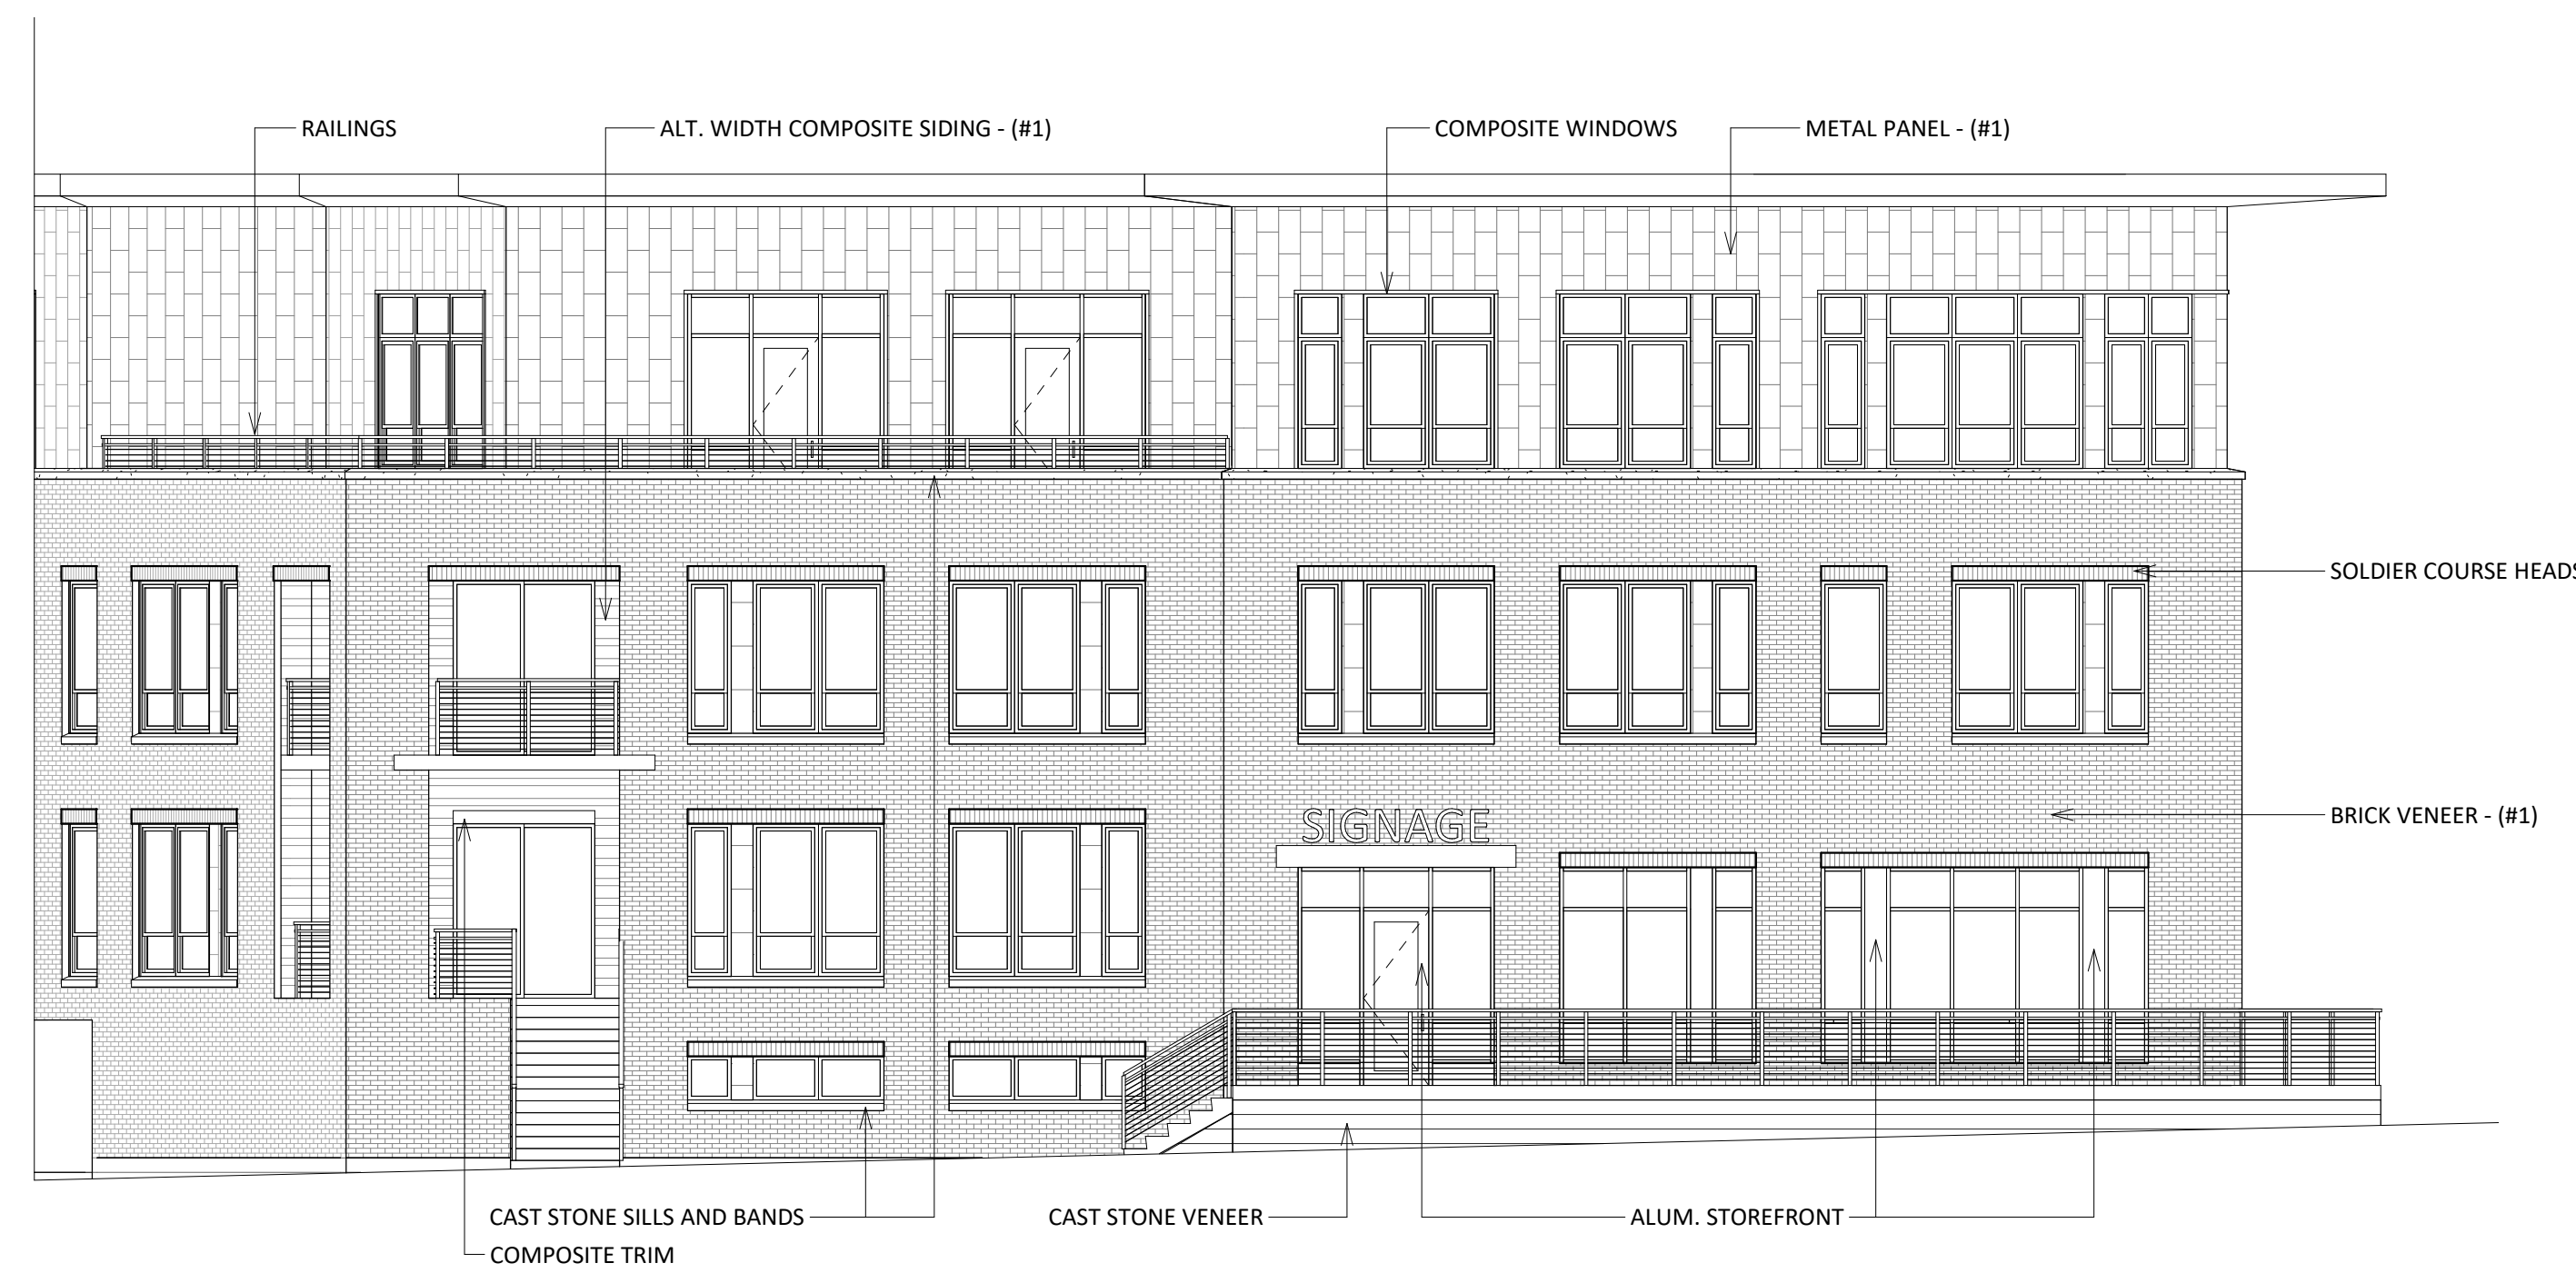 RAILINGS
ALT. WIDTH COMPOSITE SIDING - (#1)
COMPOSITE WINDOWS
METAL PANEL - (#1)
SOLDIER COURSE HEADS
SIGNAGE
BRICK VENEER - (#1)
CAST STONE SILLS AND BANDS
CAST STONE VENEER
ALUM. STOREFRONT
COMPOSITE TRIM